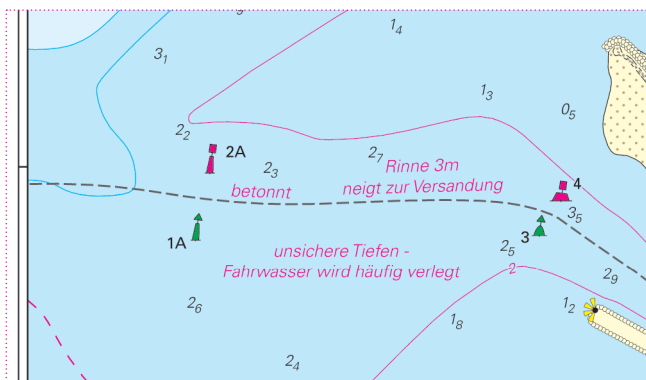 9
1₄
3₁
1₃
0₅
2₂
2A
2₃
2₇
Rinne 3m
betonnt
neigt zur Versandung
4
3₅
1A
3
2₅
unsichere Tiefen -
Fahrwasser wird häufig verlegt
2
2₉
2₆
1₂
1₈
2₄